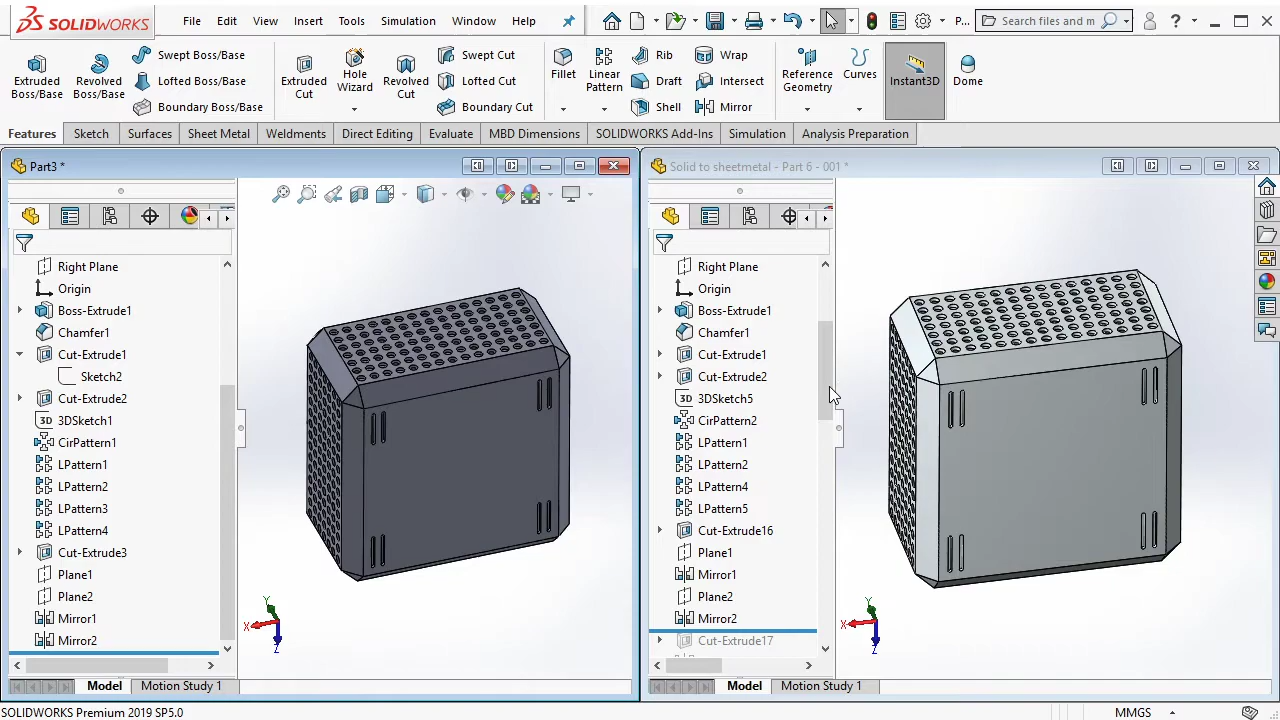 SOLIDWORKS File Edit View Insert Tools Simulation Window Help P... Search files and m ?
Extruded Boss/Base Revolved Boss/Base Swept Boss/Base Lofted Boss/Base Boundary Boss/Base Extruded Cut Hole Wizard Revolved Cut Swept Cut Lofted Cut Boundary Cut Fillet Linear Pattern Rib Draft Shell Wrap Intersect Mirror Reference Geometry Curves Instant3D Dome
Features Sketch Surfaces Sheet Metal Weldments Direct Editing Evaluate MBD Dimensions SOLIDWORKS Add-Ins Simulation Analysis Preparation
Part3 *
Right Plane
Origin
Boss-Extrude1
Chamfer1
Cut-Extrude1
Sketch2
Cut-Extrude2
3D 3DSketch1
CirPattern1
LPattern1
LPattern2
LPattern3
LPattern4
Cut-Extrude3
Plane1
Plane2
Mirror1
Mirror2
Y
X
Z
Model Motion Study 1
Solid to sheetmetal - Part 6 - 001 *
Right Plane
Origin
Boss-Extrude1
Chamfer1
Cut-Extrude1
Cut-Extrude2
3D 3DSketch5
CirPattern2
LPattern1
LPattern2
LPattern4
LPattern5
Cut-Extrude16
Plane1
Mirror1
Plane2
Mirror2
Cut-Extrude17
Y
X
Z
Model Motion Study 1
SOLIDWORKS Premium 2019 SP5.0 MMGS